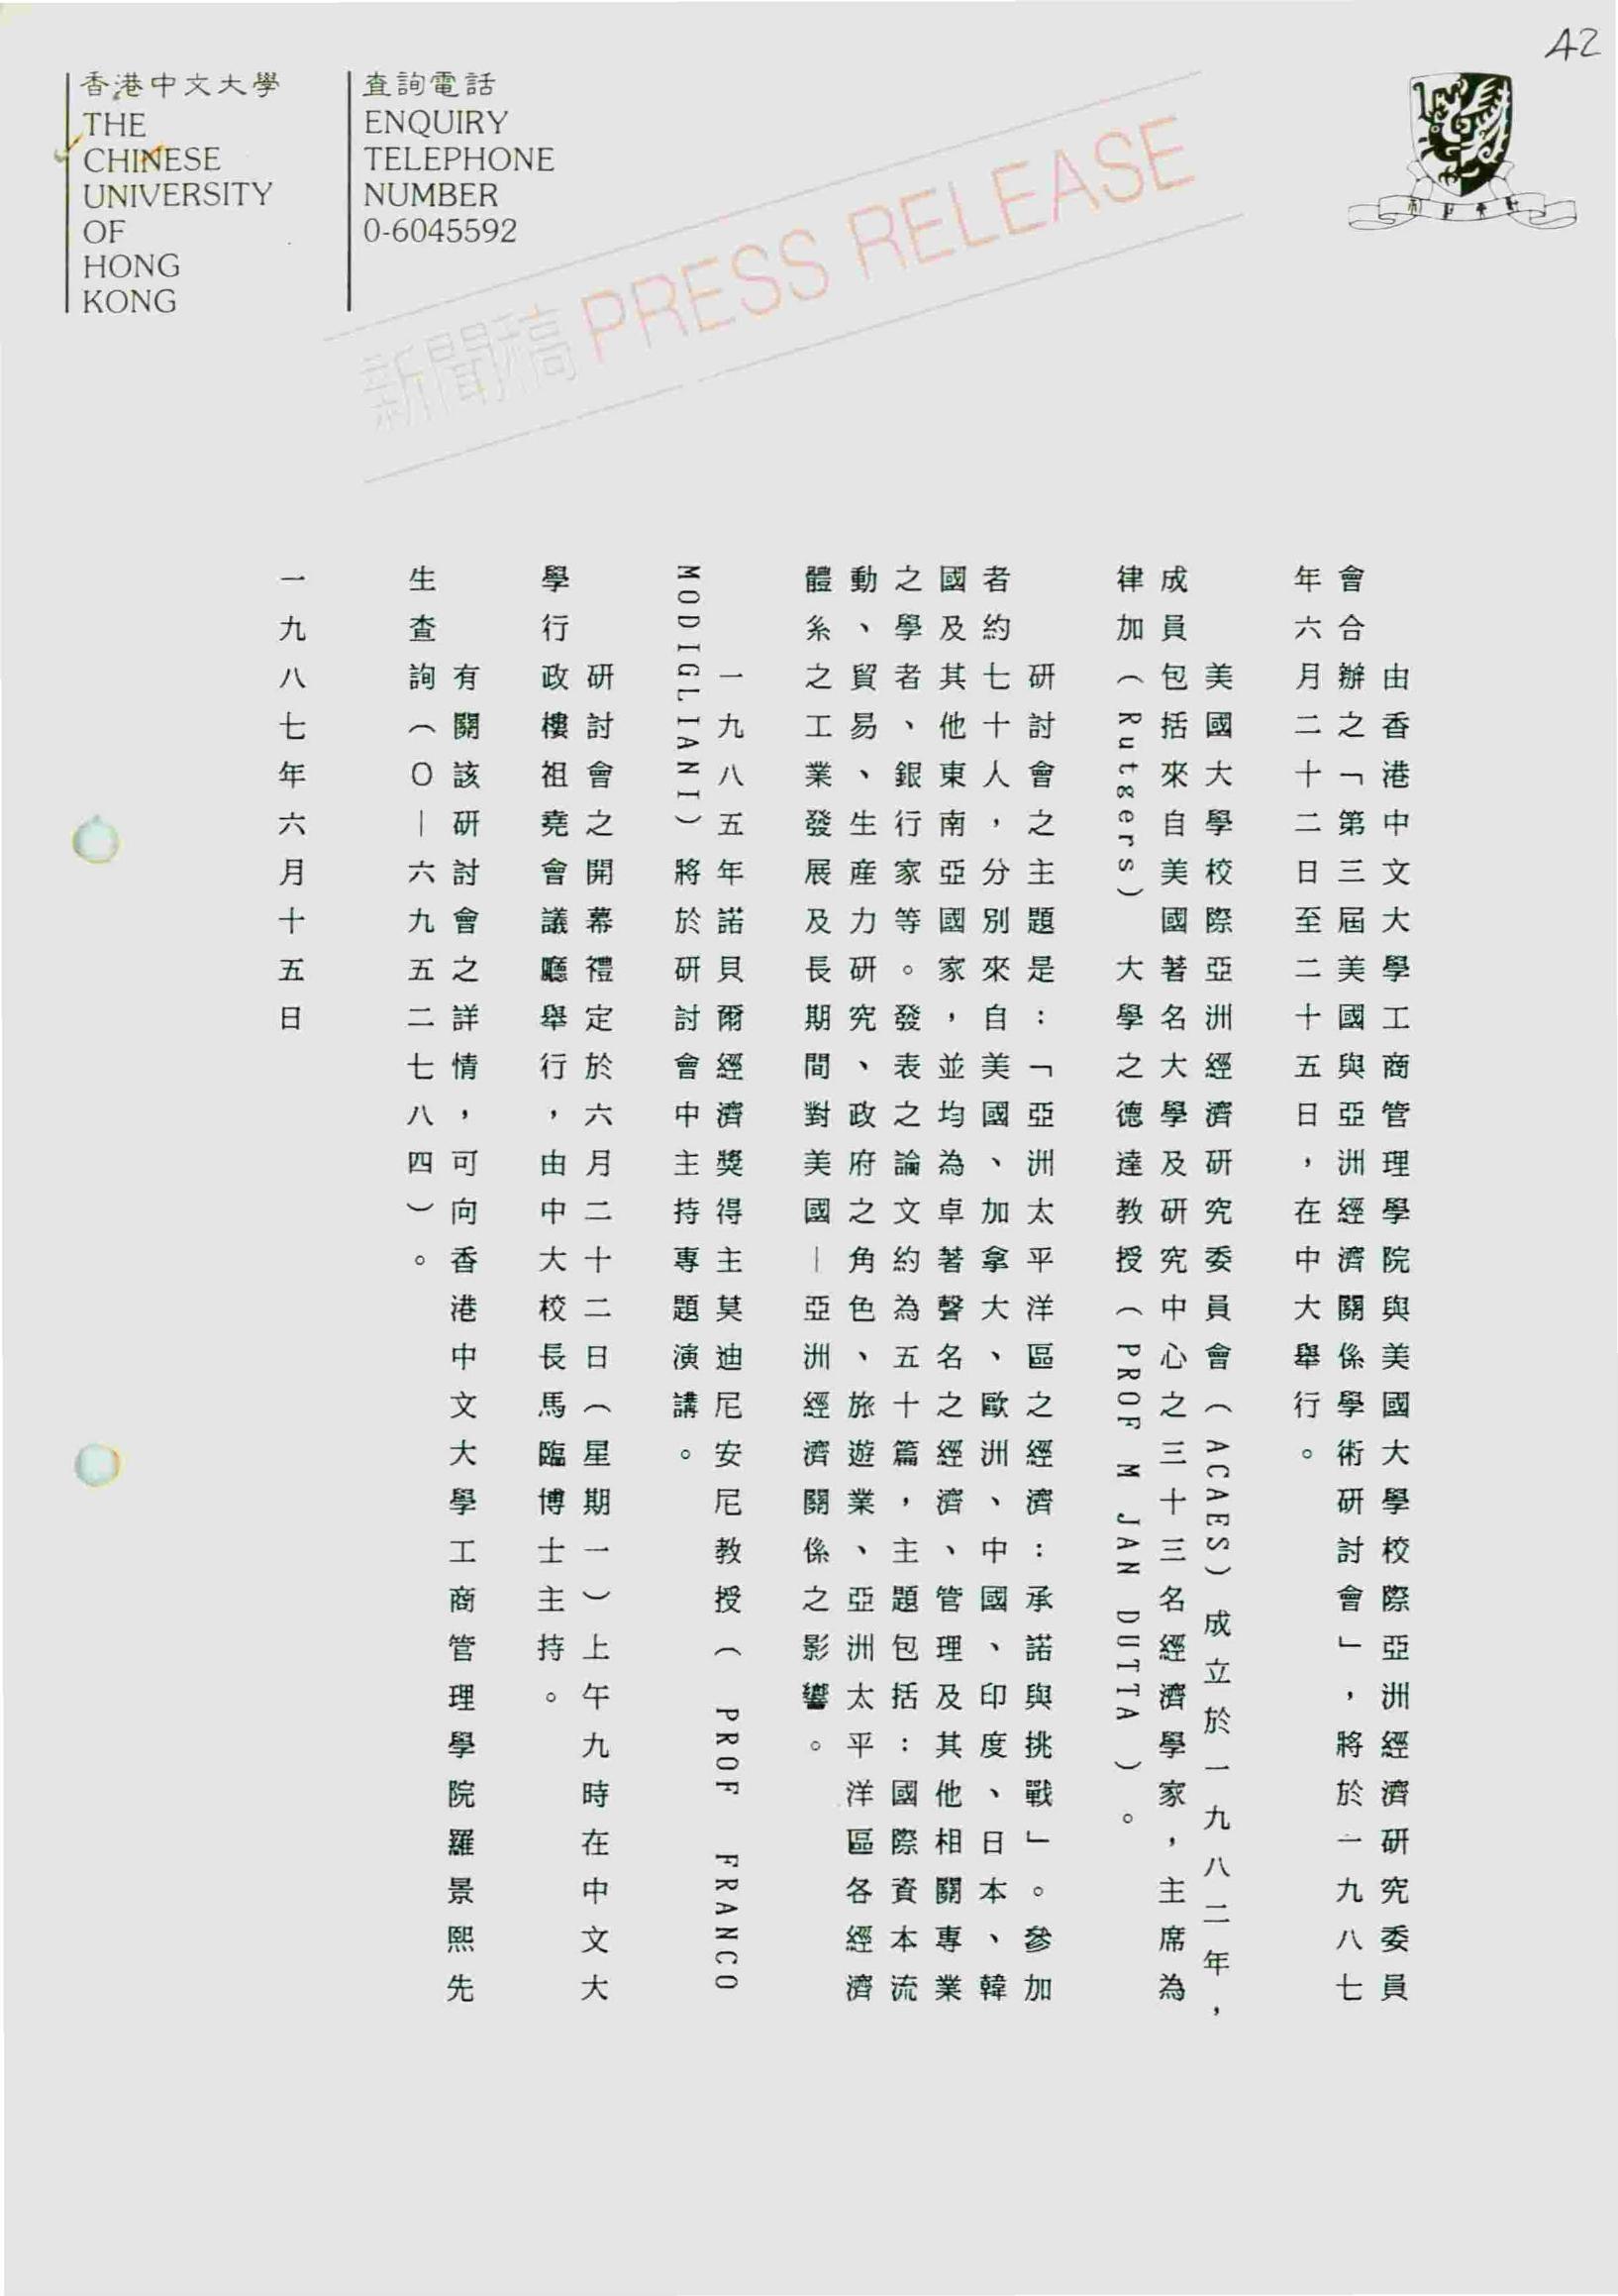 A2
香港中文大學
THE
CHINESE
UNIVERSITY
OF
HONG
KONG
查詢電話
ENQUIRY
TELEPHONE
NUMBER
0-6045592
新聞稿 PRESS RELEASE
由香港中文大學工商管理學院與美國大學校際亞洲經濟研究委員
會合辦之「第三屆美國與亞洲經濟關係學術研討會」，將於一九八七
年六月二十二日至二十五日，在中大舉行。
美國大學校際亞洲經濟研究委員會（ACAES）成立於一九八二年，
成員包括來自美國著名大學及研究中心之三十三名經濟學家，主席為
律加（Rutgers）大學之德達教授（PROF M JAN DUTTA）。
研討會之主題是：「亞洲太平洋區之經濟：承諾與挑戰」。參加
者約七十人，分別來自美國、加拿大、歐洲、中國、印度、日本、韓
國及其他東南亞國家，並均為卓著聲名之經濟、管理及其他相關專業
之學者、銀行家等。發表之論文約為五十篇，主題包括：國際資本流
動、貿易、生産力研究、政府之角色、旅遊業、亞洲太平洋區各經濟
體系之工業發展及長期間對美國—亞洲經濟關係之影響。
一九八五年諾貝爾經濟獎得主莫迪尼安尼教授（PROF FRANCO
MODIGLIANI）將於研討會中主持專題演講。
研討會之開幕禮定於六月二十二日（星期一）上午九時在中文大
學行政樓祖堯會議廳舉行，由中大校長馬臨博士主持。
有關該研討會之詳情，可向香港中文大學工商管理學院羅景熙先
生查詢（〇—六九五二七八四）。
一九八七年六月十五日